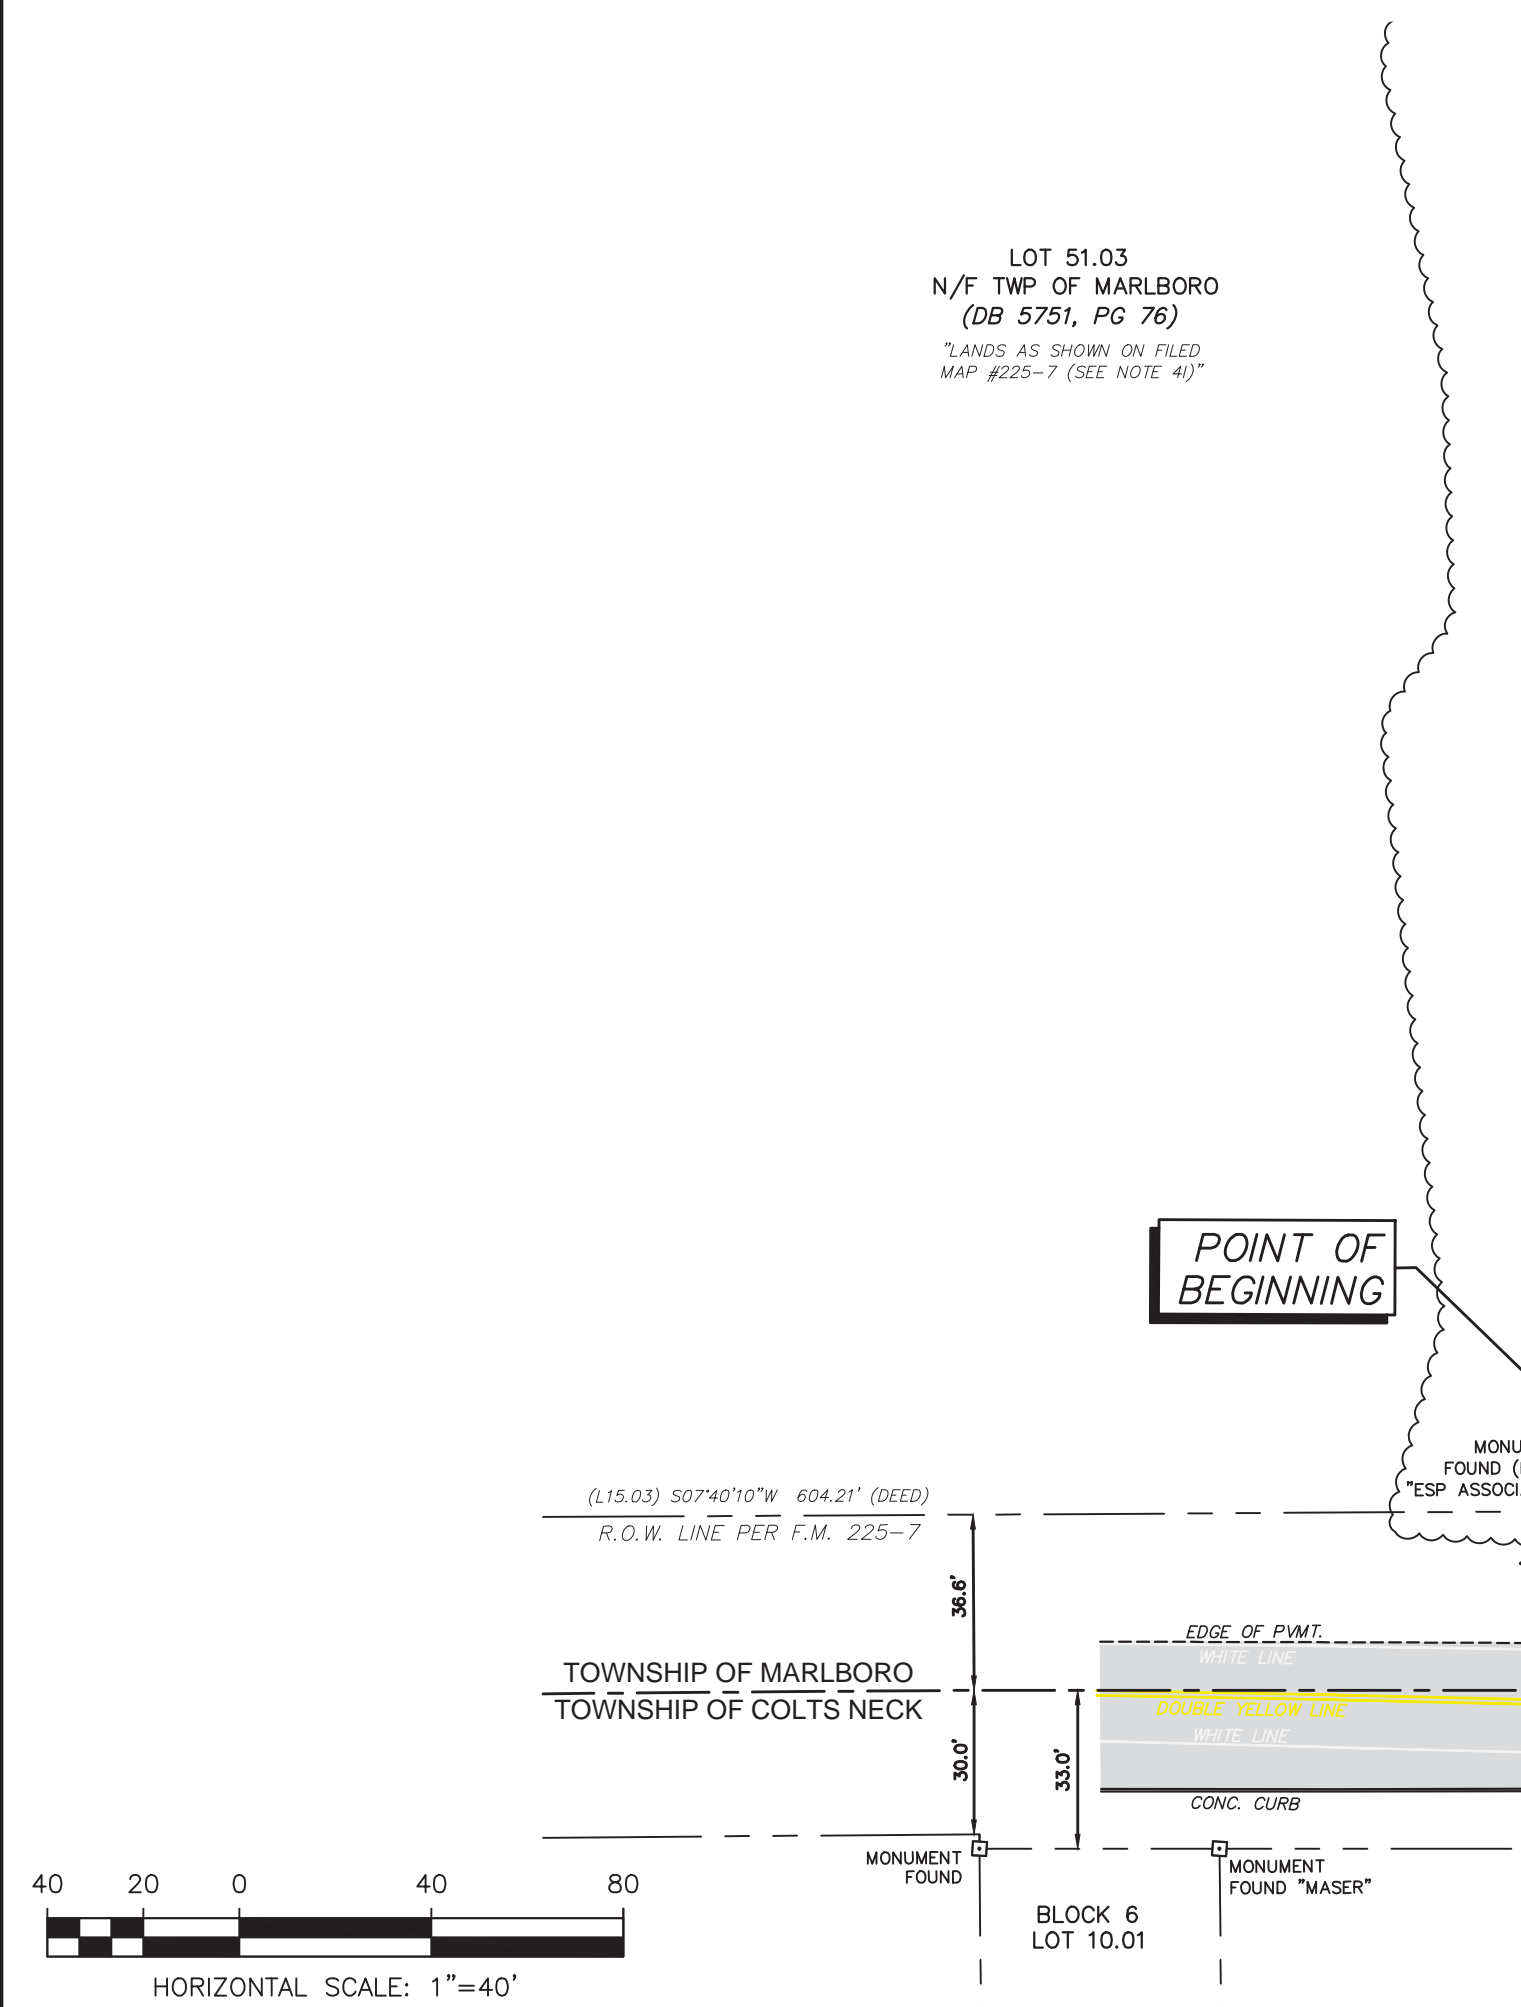 LOT 51.03
N/F TWP OF MARLBORO
(DB 5751, PG 76)
"LANDS AS SHOWN ON FILED
MAP #225-7 (SEE NOTE 4I)"
POINT OF
BEGINNING
MONU
FOUND (
"ESP ASSOCI
(L15.03) S07°40'10"W 604.21' (DEED)
R.O.W. LINE PER F.M. 225-7
36.6'
EDGE OF PVMT.
WHITE LINE
TOWNSHIP OF MARLBORO
TOWNSHIP OF COLTS NECK
DOUBLE YELLOW LINE
WHITE LINE
30.0'
33.0'
CONC. CURB
MONUMENT
FOUND
MONUMENT
FOUND "MASER"
BLOCK 6
LOT 10.01
40 20 0 40 80
HORIZONTAL SCALE: 1"=40'